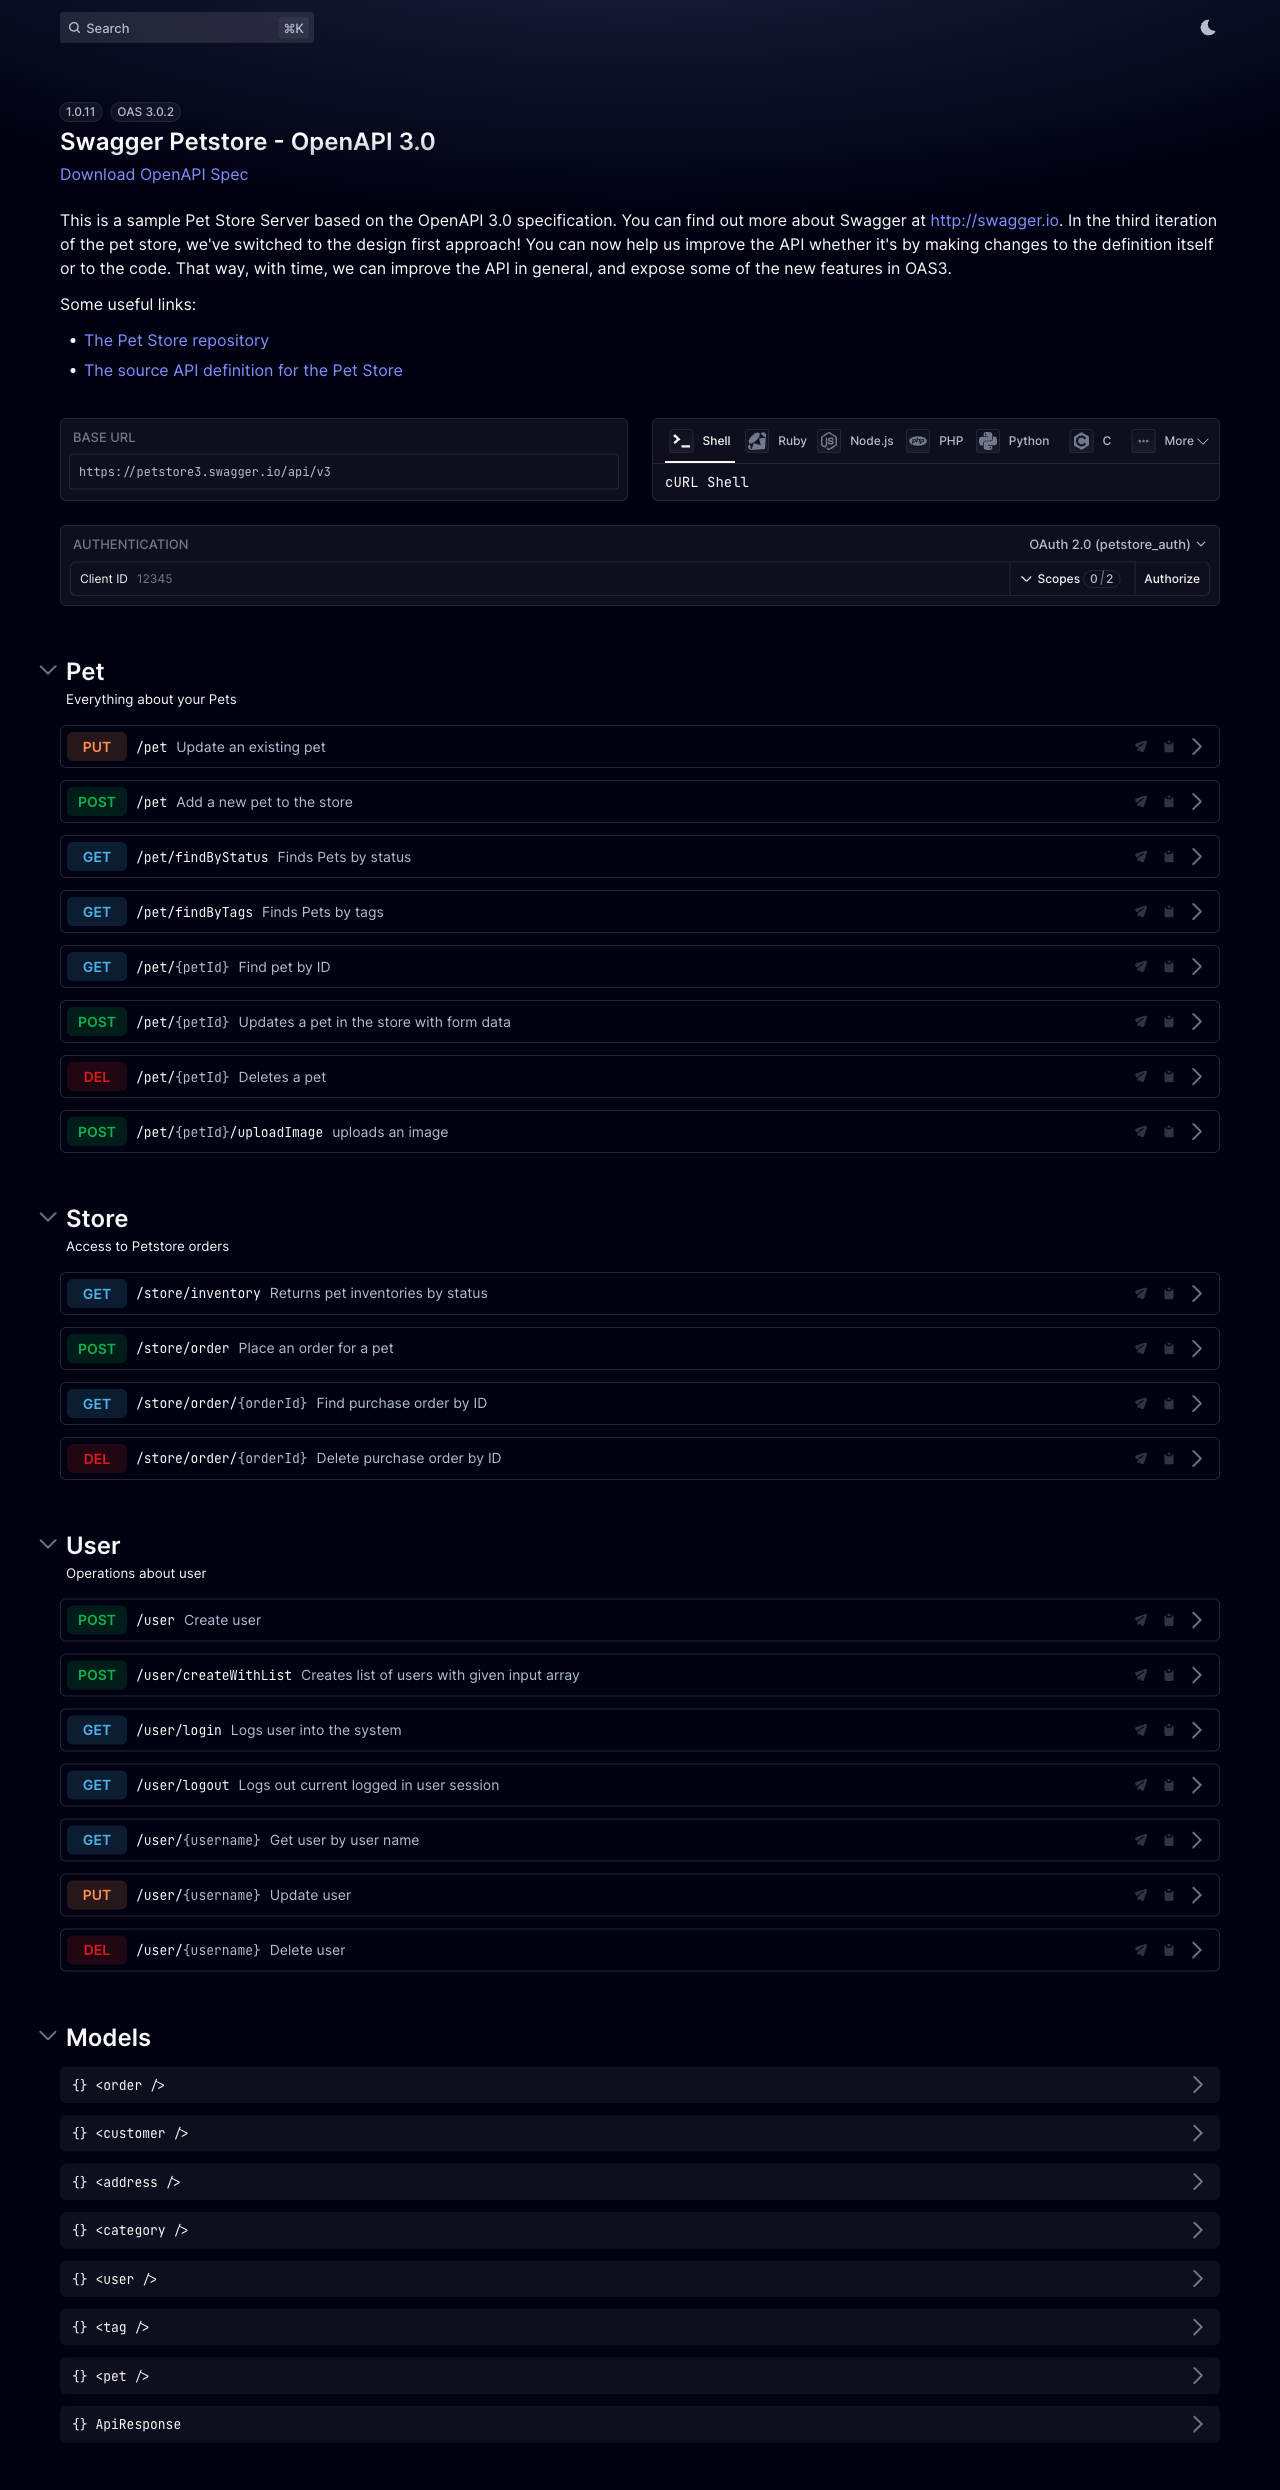 Search ⌘K
1.0.11 OAS 3.0.2
Swagger Petstore - OpenAPI 3.0
Download OpenAPI Spec
This is a sample Pet Store Server based on the OpenAPI 3.0 specification. You can find out more about Swagger at http://swagger.io. In the third iteration
of the pet store, we've switched to the design first approach! You can now help us improve the API whether it's by making changes to the definition itself
or to the code. That way, with time, we can improve the API in general, and expose some of the new features in OAS3.
Some useful links:
• The Pet Store repository
• The source API definition for the Pet Store
BASE URL
https://petstore3.swagger.io/api/v3
Shell Ruby Node.js PHP Python C More
cURL Shell
AUTHENTICATION OAuth 2.0 (petstore_auth)
Client ID 12345 Scopes 0/2 Authorize
Pet
Everything about your Pets
PUT /pet Update an existing pet
POST /pet Add a new pet to the store
GET /pet/findByStatus Finds Pets by status
GET /pet/findByTags Finds Pets by tags
GET /pet/{petId} Find pet by ID
POST /pet/{petId} Updates a pet in the store with form data
DEL /pet/{petId} Deletes a pet
POST /pet/{petId}/uploadImage uploads an image
Store
Access to Petstore orders
GET /store/inventory Returns pet inventories by status
POST /store/order Place an order for a pet
GET /store/order/{orderId} Find purchase order by ID
DEL /store/order/{orderId} Delete purchase order by ID
User
Operations about user
POST /user Create user
POST /user/createWithList Creates list of users with given input array
GET /user/login Logs user into the system
GET /user/logout Logs out current logged in user session
GET /user/{username} Get user by user name
PUT /user/{username} Update user
DEL /user/{username} Delete user
Models
{} <order />
{} <customer />
{} <address />
{} <category />
{} <user />
{} <tag />
{} <pet />
{} ApiResponse